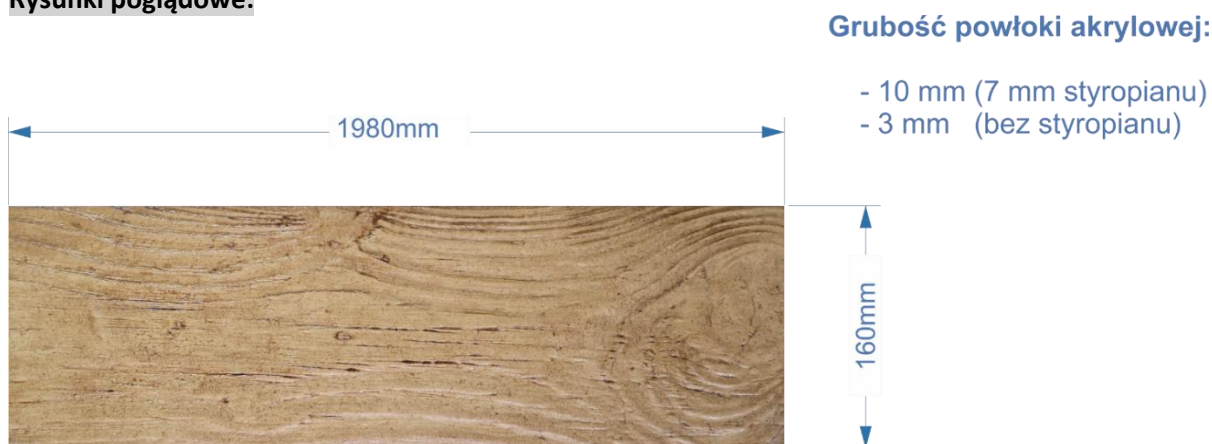 Rysunki poglądowe:
Grubość powłoki akrylowej:
- 10 mm (7 mm styropianu)
- 3 mm (bez styropianu)
1980mm
160mm